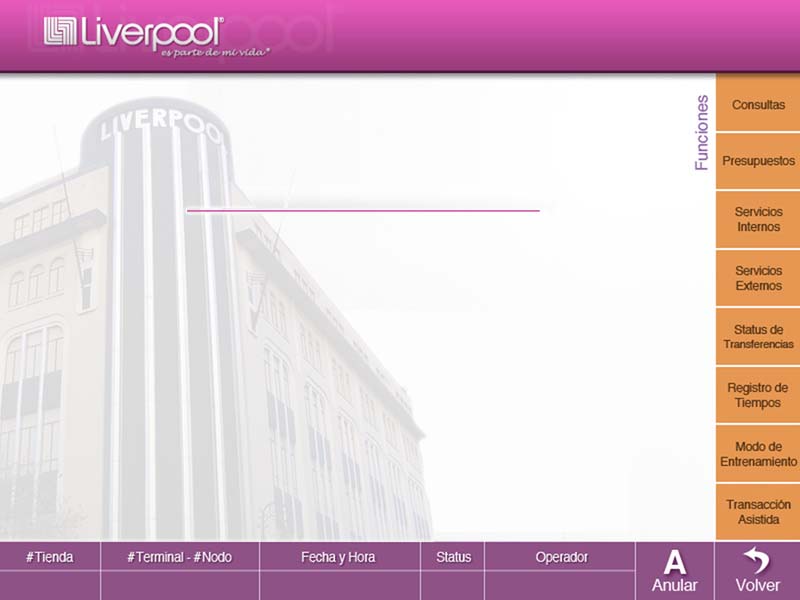 Liverpool®
es parte de mi vida*
LIVERPOOL
Funciones
Consultas
Presupuestos
Servicios
Internos
Servicios
Externos
Status de
Transferencias
Registro de
Tiempos
Modo de
Entrenamiento
Transacción
Asistida
#Tienda
#Terminal - #Nodo
Fecha y Hora
Status
Operador
A
Anular
Volver